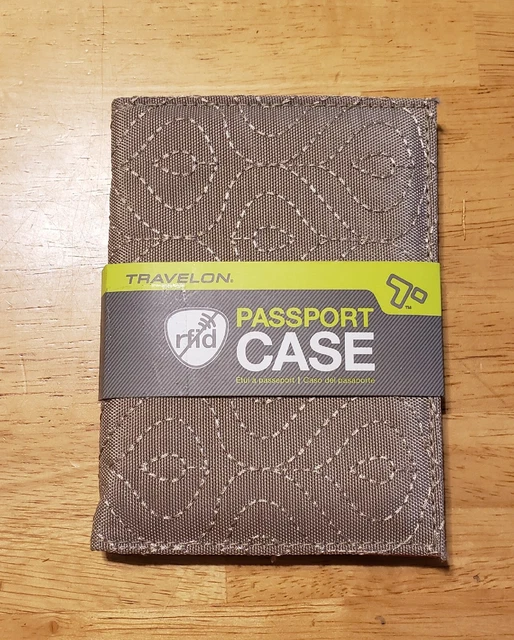 TRAVELON.
rfid
PASSPORT
CASE
Etui à passeport | Caso del pasaporte